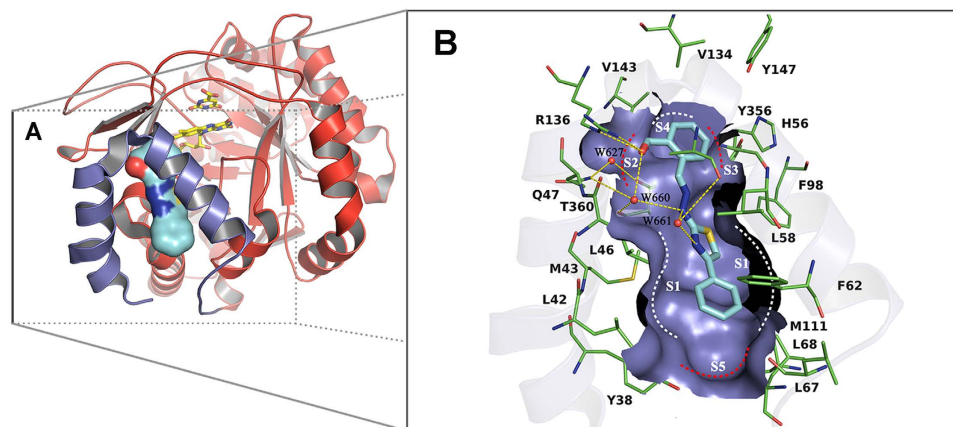 A
B
V134
Y147
V143
R136
S4
Y356
H56
W627
S2
S3
F98
Q47
W660
T360
W661
L58
L46
S1
M43
S1
F62
L42
M111
L68
S5
L67
Y38